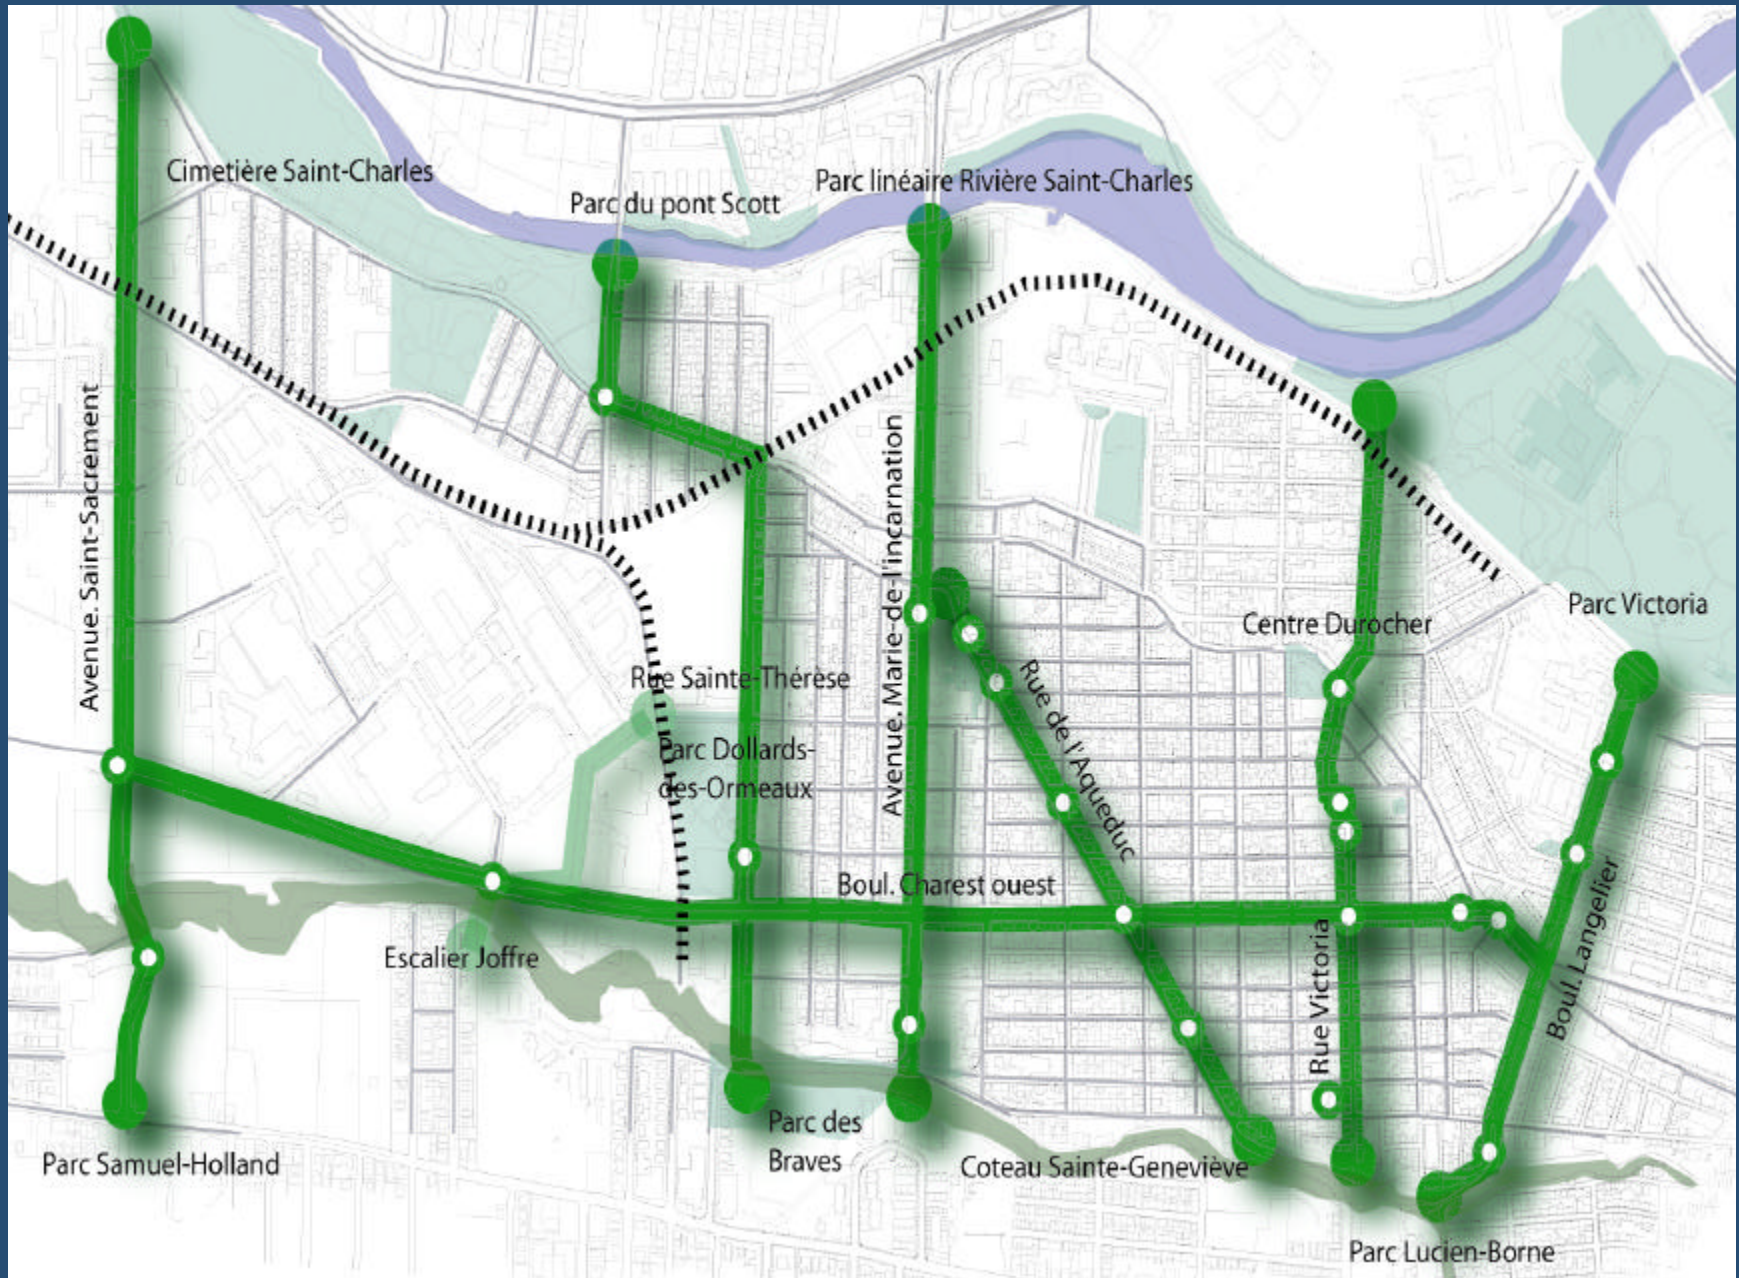 Cimetière Saint-Charles
Parc du pont Scott
Parc linéaire Rivière Saint-Charles
Avenue. Saint-Sacrement
Avenue. Marie-de-l'incarnation
Rue de l'Aqueduc
Centre Durocher
Parc Victoria
Rue Sainte-Thérèse
Parc Dollards-
des-Ormeaux
Boul. Charest ouest
Boul. Langelier
Rue Victoria
Escalier Joffre
Parc des
Braves
Parc Samuel-Holland
Coteau Sainte-Geneviève
Parc Lucien-Borne